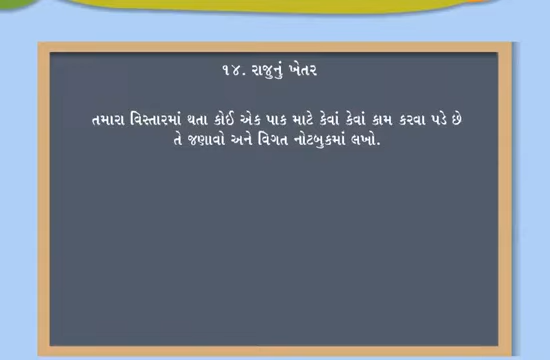 ૧૪. રાજુનું ખેતર
તમારા વિસ્તારમાં થતા કોઈ એક પાક માટે કેવાં કેવાં કામ કરવા પડે છે
તે જણાવો અને વિગત નોટબુકમાં લખો.